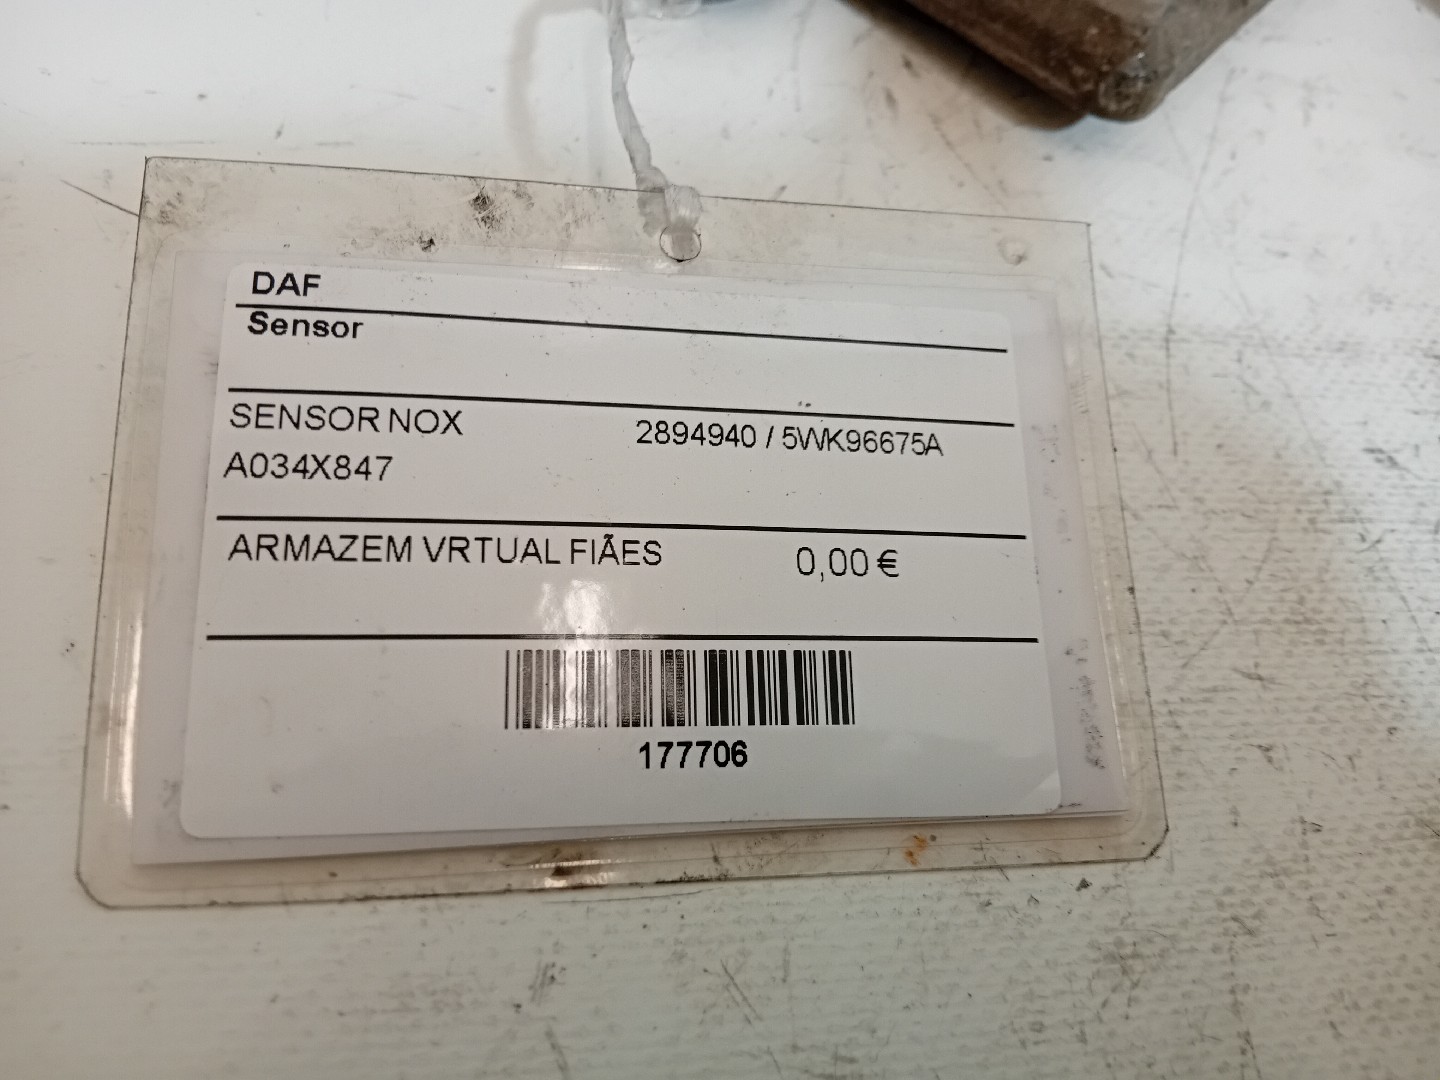 DAF
Sensor
SENSOR NOX 2894940 / 5WK96675A
A034X847
ARMAZEM VRTUAL FIÃES 0,00 €
177706